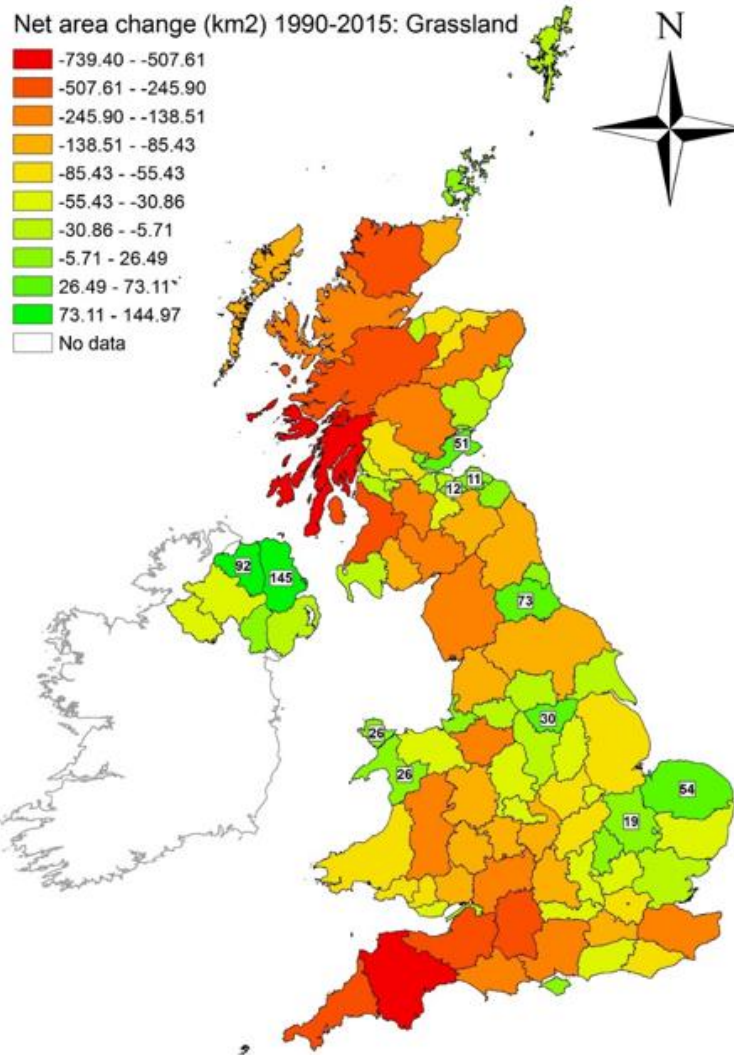 Net area change (km2) 1990-2015: Grassland
N
-739.40 - -507.61
-507.61 - -245.90
-245.90 - -138.51
-138.51 - -85.43
-85.43 - -55.43
-55.43 - -30.86
-30.86 - -5.71
-5.71 - 26.49
26.49 - 73.11
73.11 - 144.97
No data
51
11
12
92
145
73
30
26
26
54
19